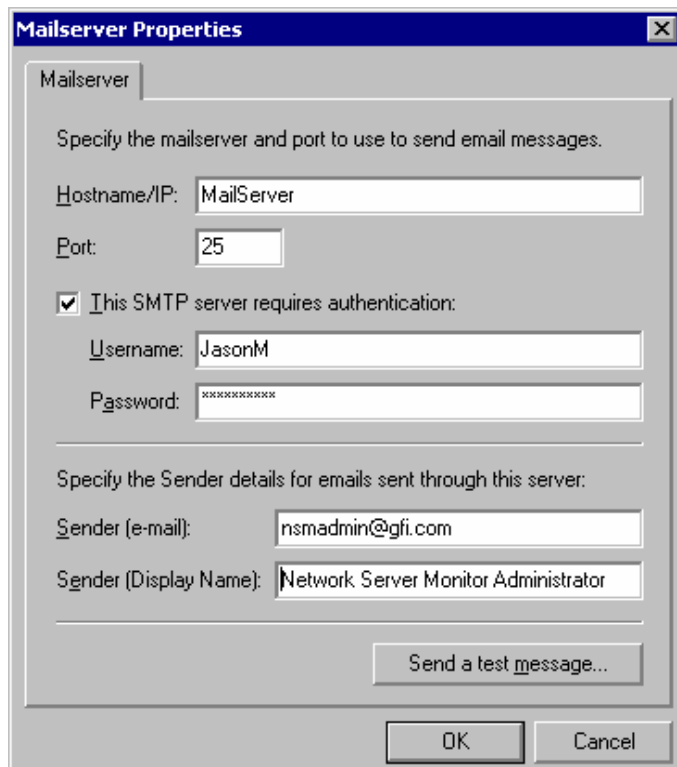 Mailserver Properties
Mailserver
Specify the mailserver and port to use to send email messages.
Hostname/IP: MailServer
Port: 25
This SMTP server requires authentication:
Username: JasonM
Password: **********
Specify the Sender details for emails sent through this server:
Sender (e-mail): nsmadmin@gfi.com
Sender (Display Name): Network Server Monitor Administrator
Send a test message...
OK Cancel